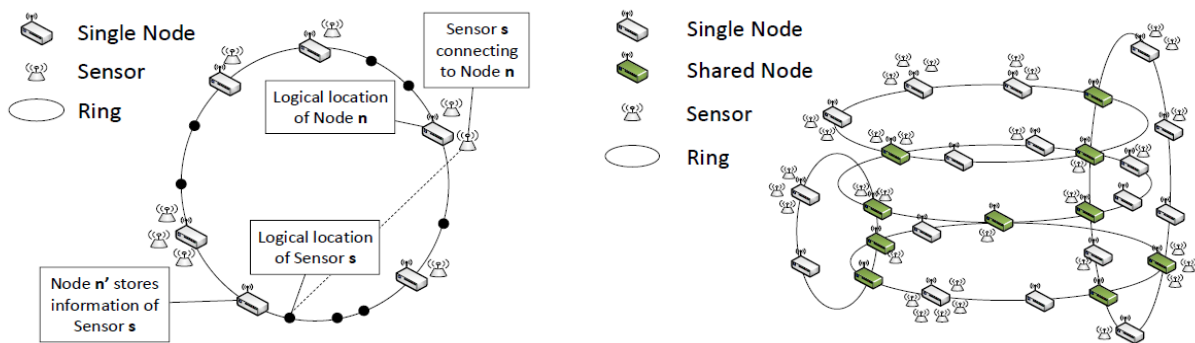 Single Node
Sensor
Ring
Sensor s
connecting
to Node n
Logical location
of Node n
Logical location
of Sensor s
Node n' stores
information of
Sensor s
Single Node
Shared Node
Sensor
Ring